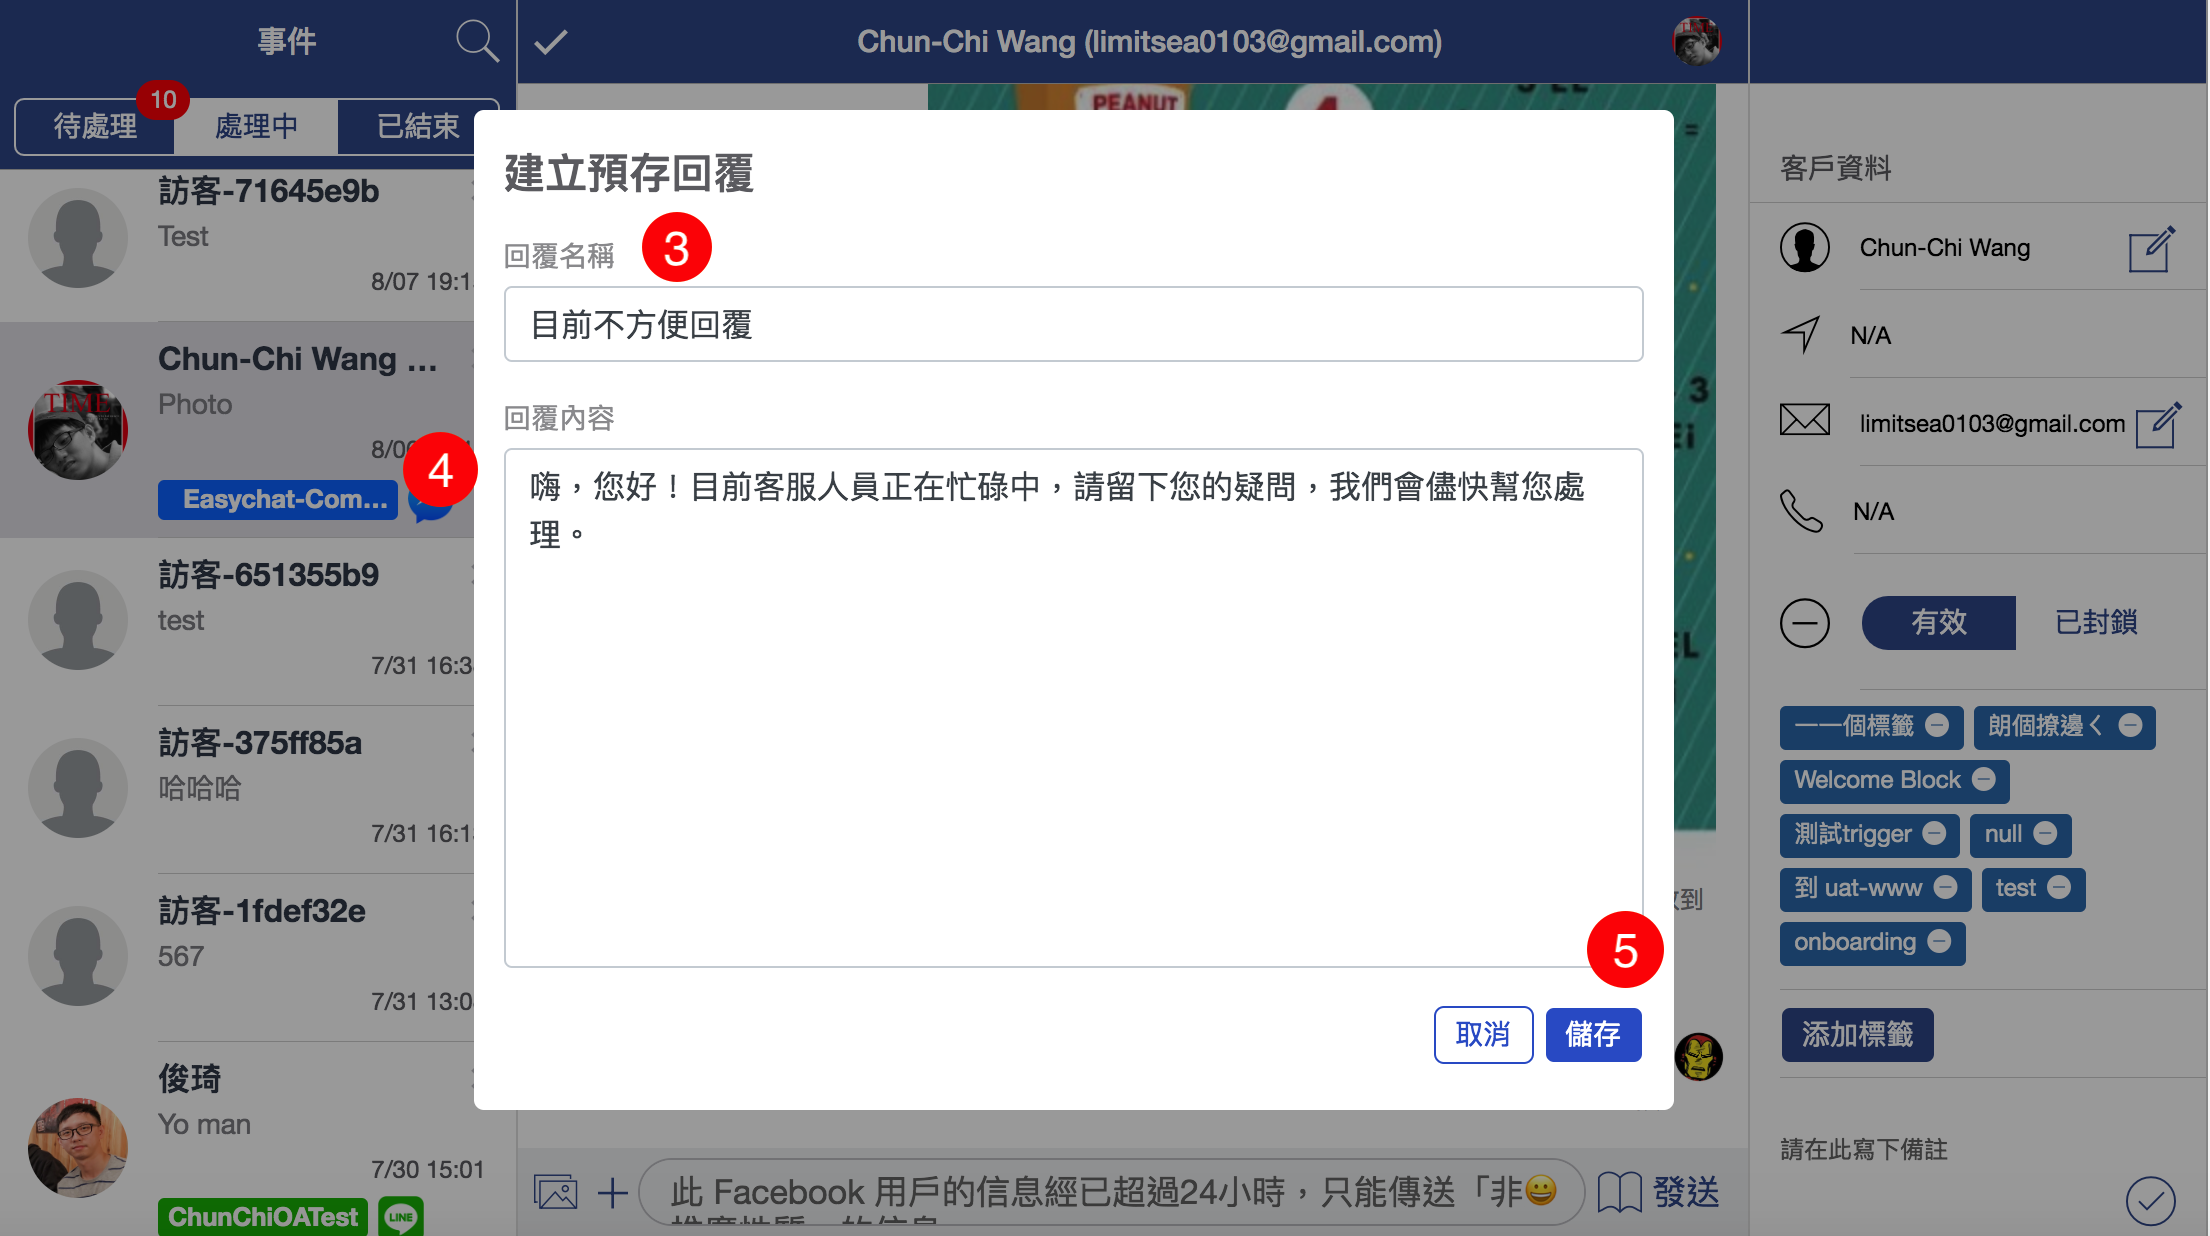 事件
10
待處理
處理中
已結束
訪客-71645e9b
Test
8/07 19:1
Chun-Chi Wang ...
TIME
Photo
8/06
Easychat-Com...
訪客-651355b9
test
7/31 16:3
訪客-375ff85a
哈哈哈
7/31 16:1
訪客-1fdef32e
567
7/31 13:0
俊琦
Yo man
7/30 15:01
ChunChiOATest
LINE
Chun-Chi Wang (limitsea0103@gmail.com)
PEANUT
建立預存回覆
回覆名稱
3
目前不方便回覆
回覆內容
4
嗨，您好！目前客服人員正在忙碌中，請留下您的疑問，我們會儘快幫您處
理。
5
取消
儲存
到
此 Facebook 用戶的信息經已超過24小時，只能傳送「非
發送
客戶資料
Chun-Chi Wang
N/A
limitsea0103@gmail.com
N/A
有效
已封鎖
一一個標籤
朗個撩邊ㄑ
Welcome Block
測試trigger
null
到 uat-www
test
onboarding
添加標籤
請在此寫下備註